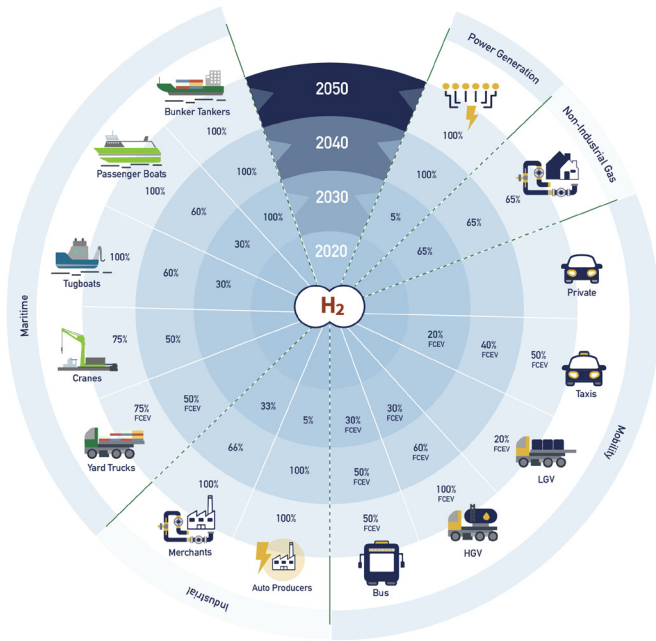 2050
2040
2030
2020
H2
Power Generation
100%
100%
5%
Non-Industrial Gas
65%
65%
65%
Mobility
Private
Taxis
50%
FCEV
40%
FCEV
20%
FCEV
LGV
20%
FCEV
HGV
100%
FCEV
60%
FCEV
30%
FCEV
Bus
50%
FCEV
50%
FCEV
30%
FCEV
Industrial
Auto Producers
100%
100%
5%
Merchants
100%
66%
33%
Maritime
Yard Trucks
75%
FCEV
50%
FCEV
Cranes
75%
50%
Tugboats
100%
60%
30%
Passenger Boats
100%
60%
30%
Bunker Tankers
100%
100%
100%